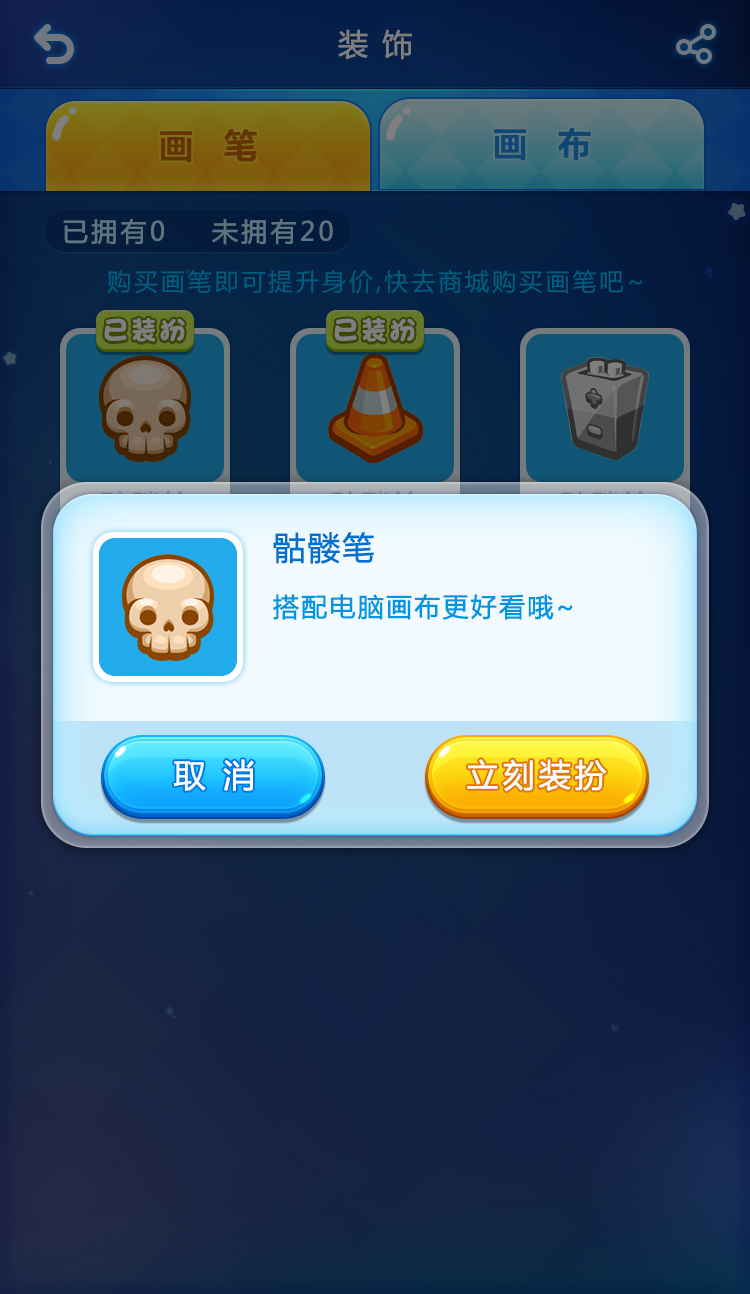 装饰
画笔
画布
已拥有0 未拥有20
购买画笔即可提升身价,快去商城购买画笔吧~
已装扮
已装扮
骷髅笔
搭配电脑画布更好看哦~
取消
立刻装扮